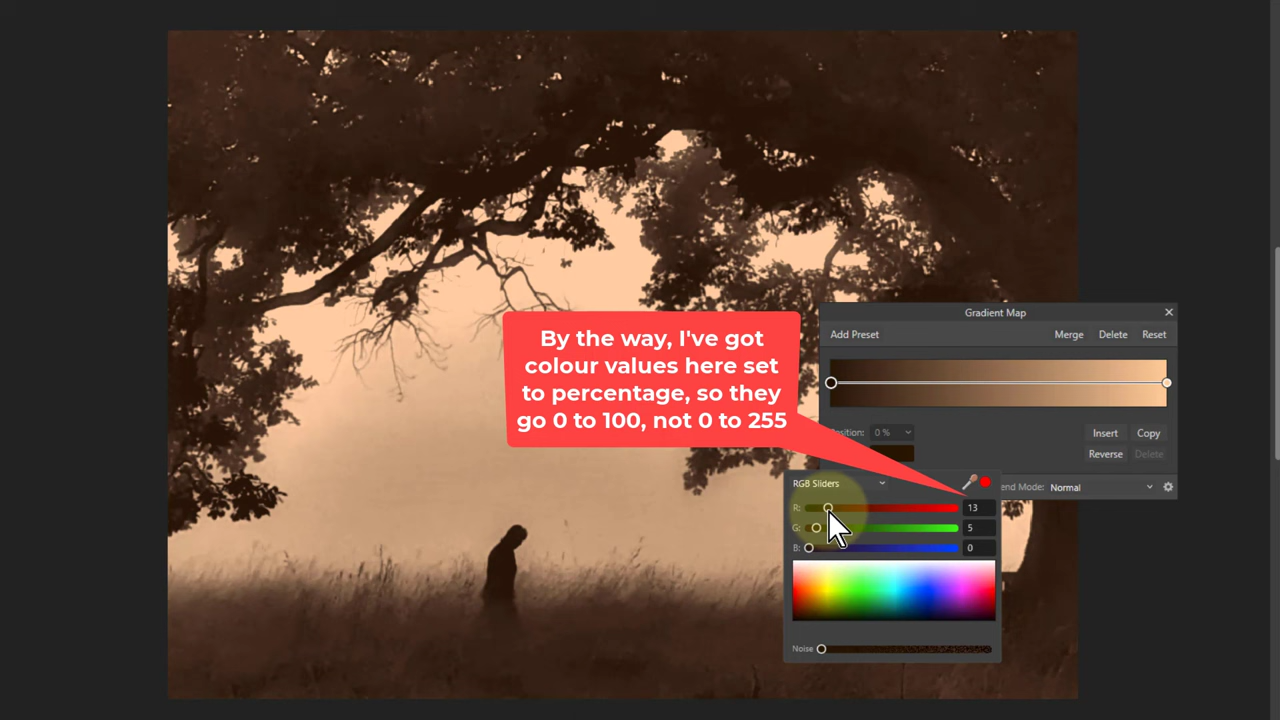 By the way, I've got
colour values here set
to percentage, so they
go 0 to 100, not 0 to 255
Gradient Map
Add Preset Merge Delete Reset
0 %
Insert Copy
Reverse Delete
RGB Sliders
Mode: Normal
R: 13
G: 5
B: 0
Noise